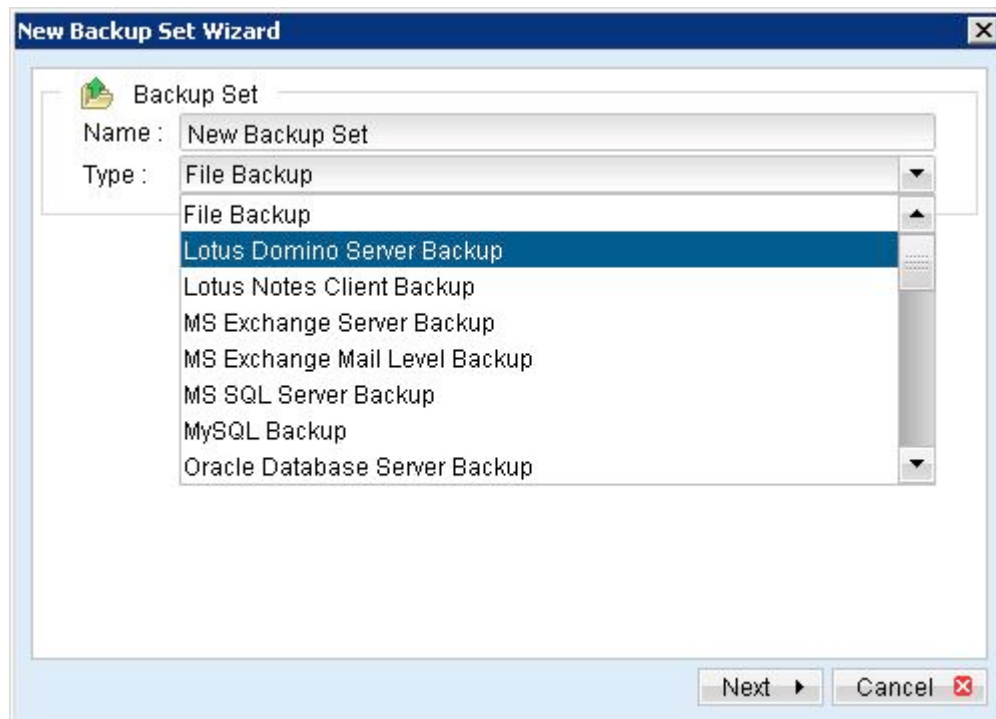 New Backup Set Wizard
Backup Set
Name : New Backup Set
Type : File Backup
File Backup
Lotus Domino Server Backup
Lotus Notes Client Backup
MS Exchange Server Backup
MS Exchange Mail Level Backup
MS SQL Server Backup
MySQL Backup
Oracle Database Server Backup
Next Cancel